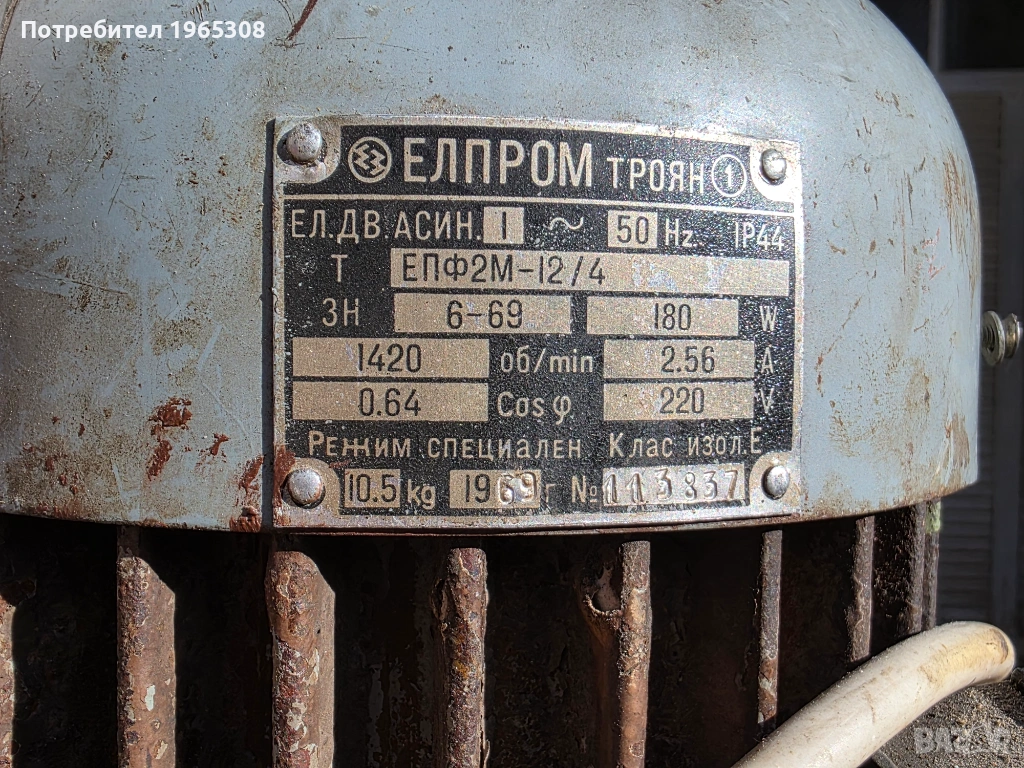 Потребител 1965308
ЕЛПРОМ ТРОЯН 1
ЕЛ.ДВ.АСИН. 1 ~ 50 Hz IP44
Т ЕПФ2М-12/4
ЗН 6-69 180 W
1420 об/min 2.56 A
0.64 Cos φ 220 V
Режим специален Клас изол.Е
10.5 kg 1969 г № 113837
BAZAR